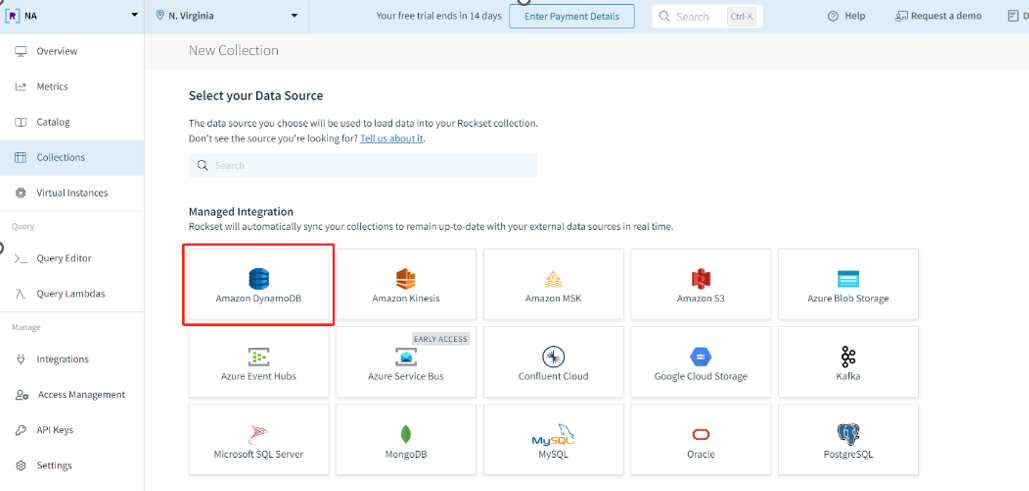 R NA
N. Virginia
Your free trial ends in 14 days
Enter Payment Details
Search
Ctrl-K
Help
Request a demo
D
Overview
Metrics
Catalog
Collections
Virtual Instances
Query
Query Editor
Query Lambdas
Manage
Integrations
Access Management
API Keys
Settings
New Collection
Select your Data Source
The data source you choose will be used to load data into your Rockset collection.
Don't see the source you're looking for? Tell us about it.
Search
Managed Integration
Rockset will automatically sync your collections to remain up-to-date with your external data sources in real time.
Amazon DynamoDB
Amazon Kinesis
Amazon MSK
Amazon S3
Azure Blob Storage
Azure Event Hubs
EARLY ACCESS
Azure Service Bus
Confluent Cloud
Google Cloud Storage
Kafka
Microsoft SQL Server
MongoDB
MySQL
MySQL
Oracle
PostgreSQL